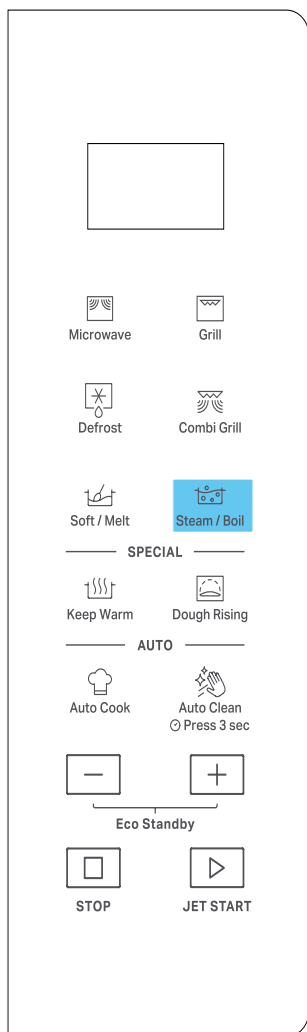 Microwave
Grill
Defrost
Combi Grill
Soft / Melt
Steam / Boil
SPECIAL
Keep Warm
Dough Rising
AUTO
Auto Cook
Auto Clean
Press 3 sec
Eco Standby
STOP
JET START